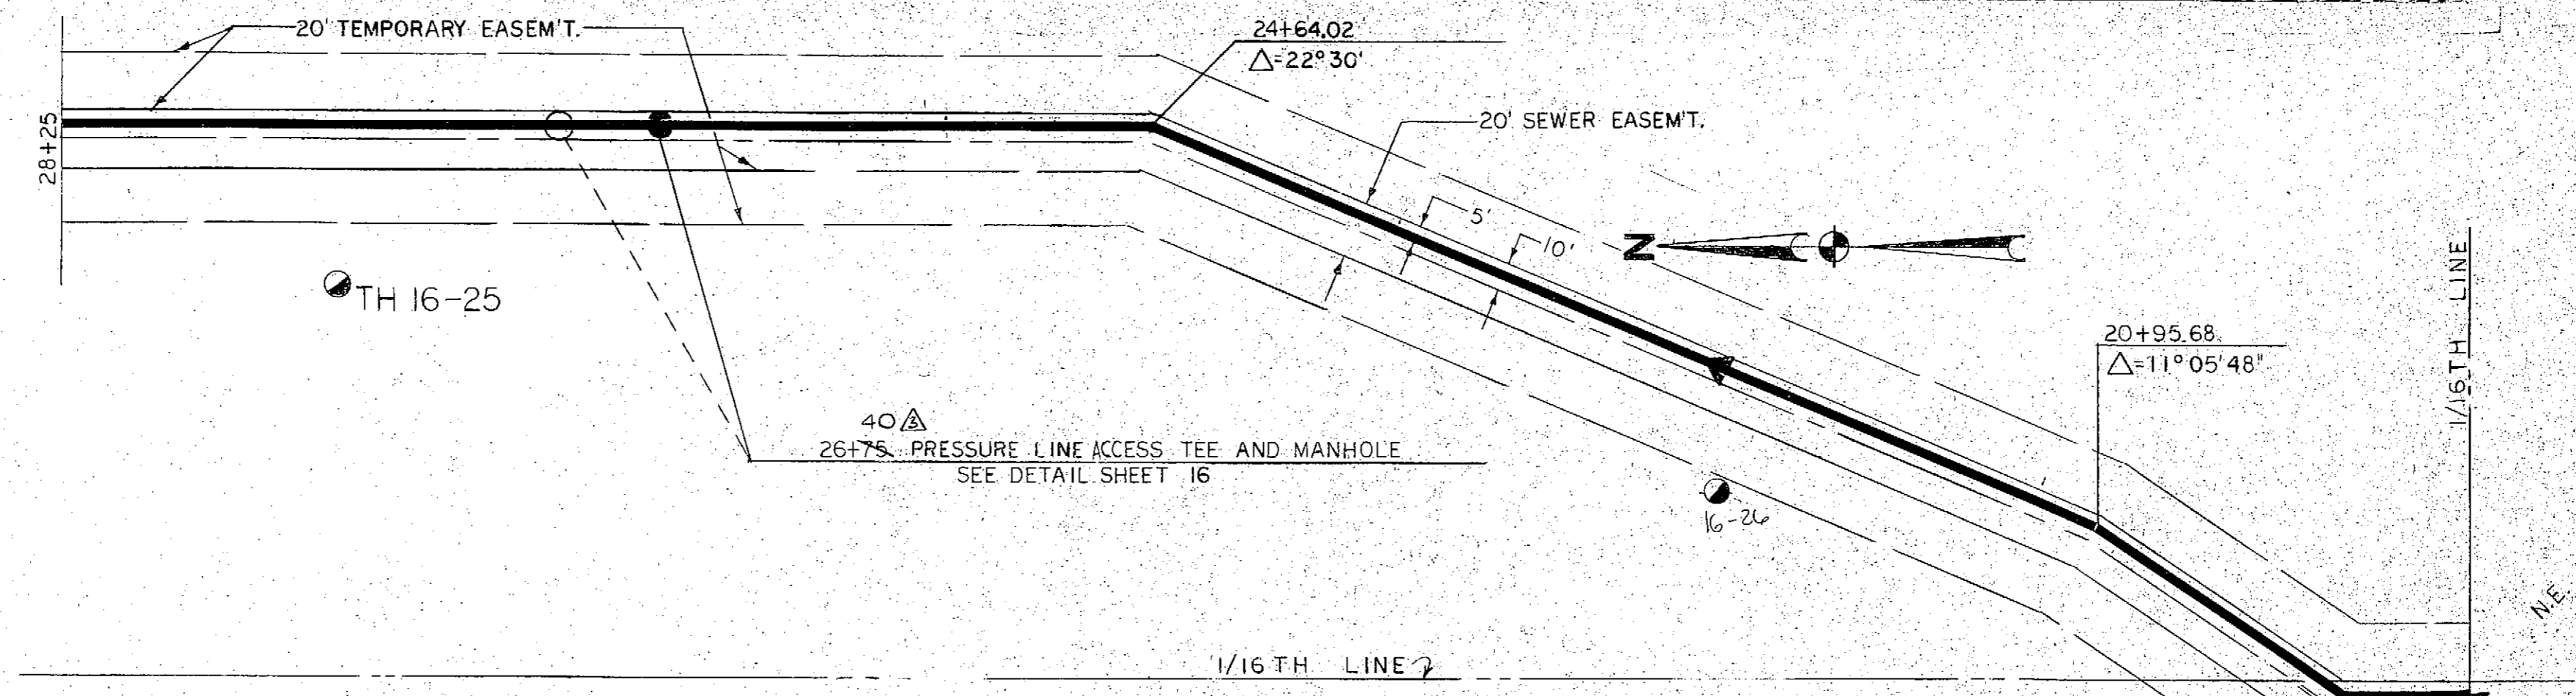 20' TEMPORARY EASEM'T.
24+64.02
△=22°30'
20' SEWER EASEM'T.
28+25
5'
10'
N
1/16TH LINE
TH 16-25
20+95.68
△=11°05'48"
40 3
26+75 PRESSURE LINE ACCESS TEE AND MANHOLE
SEE DETAIL SHEET 16
16-26
N.E.
1/16TH LINE